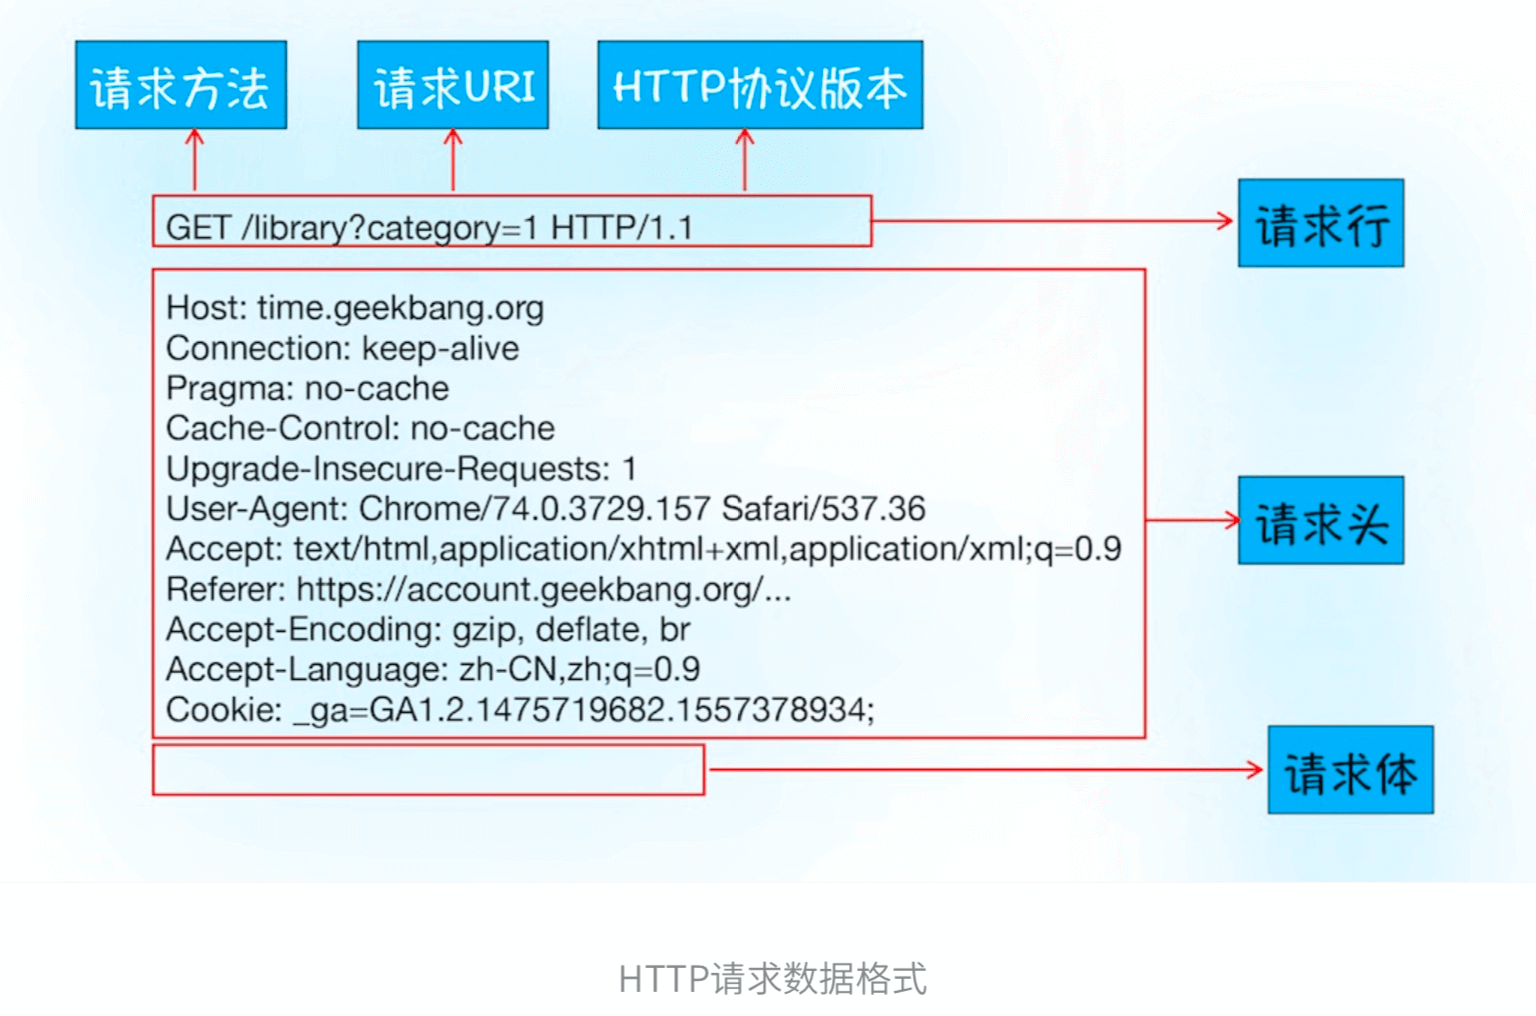 请求方法 请求URI HTTP协议版本
GET /library?category=1 HTTP/1.1
请求行
Host: time.geekbang.org
Connection: keep-alive
Pragma: no-cache
Cache-Control: no-cache
Upgrade-Insecure-Requests: 1
User-Agent: Chrome/74.0.3729.157 Safari/537.36
Accept: text/html,application/xhtml+xml,application/xml;q=0.9
Referer: https://account.geekbang.org/...
Accept-Encoding: gzip, deflate, br
Accept-Language: zh-CN,zh;q=0.9
Cookie: _ga=GA1.2.1475719682.1557378934;
请求头
请求体
HTTP请求数据格式